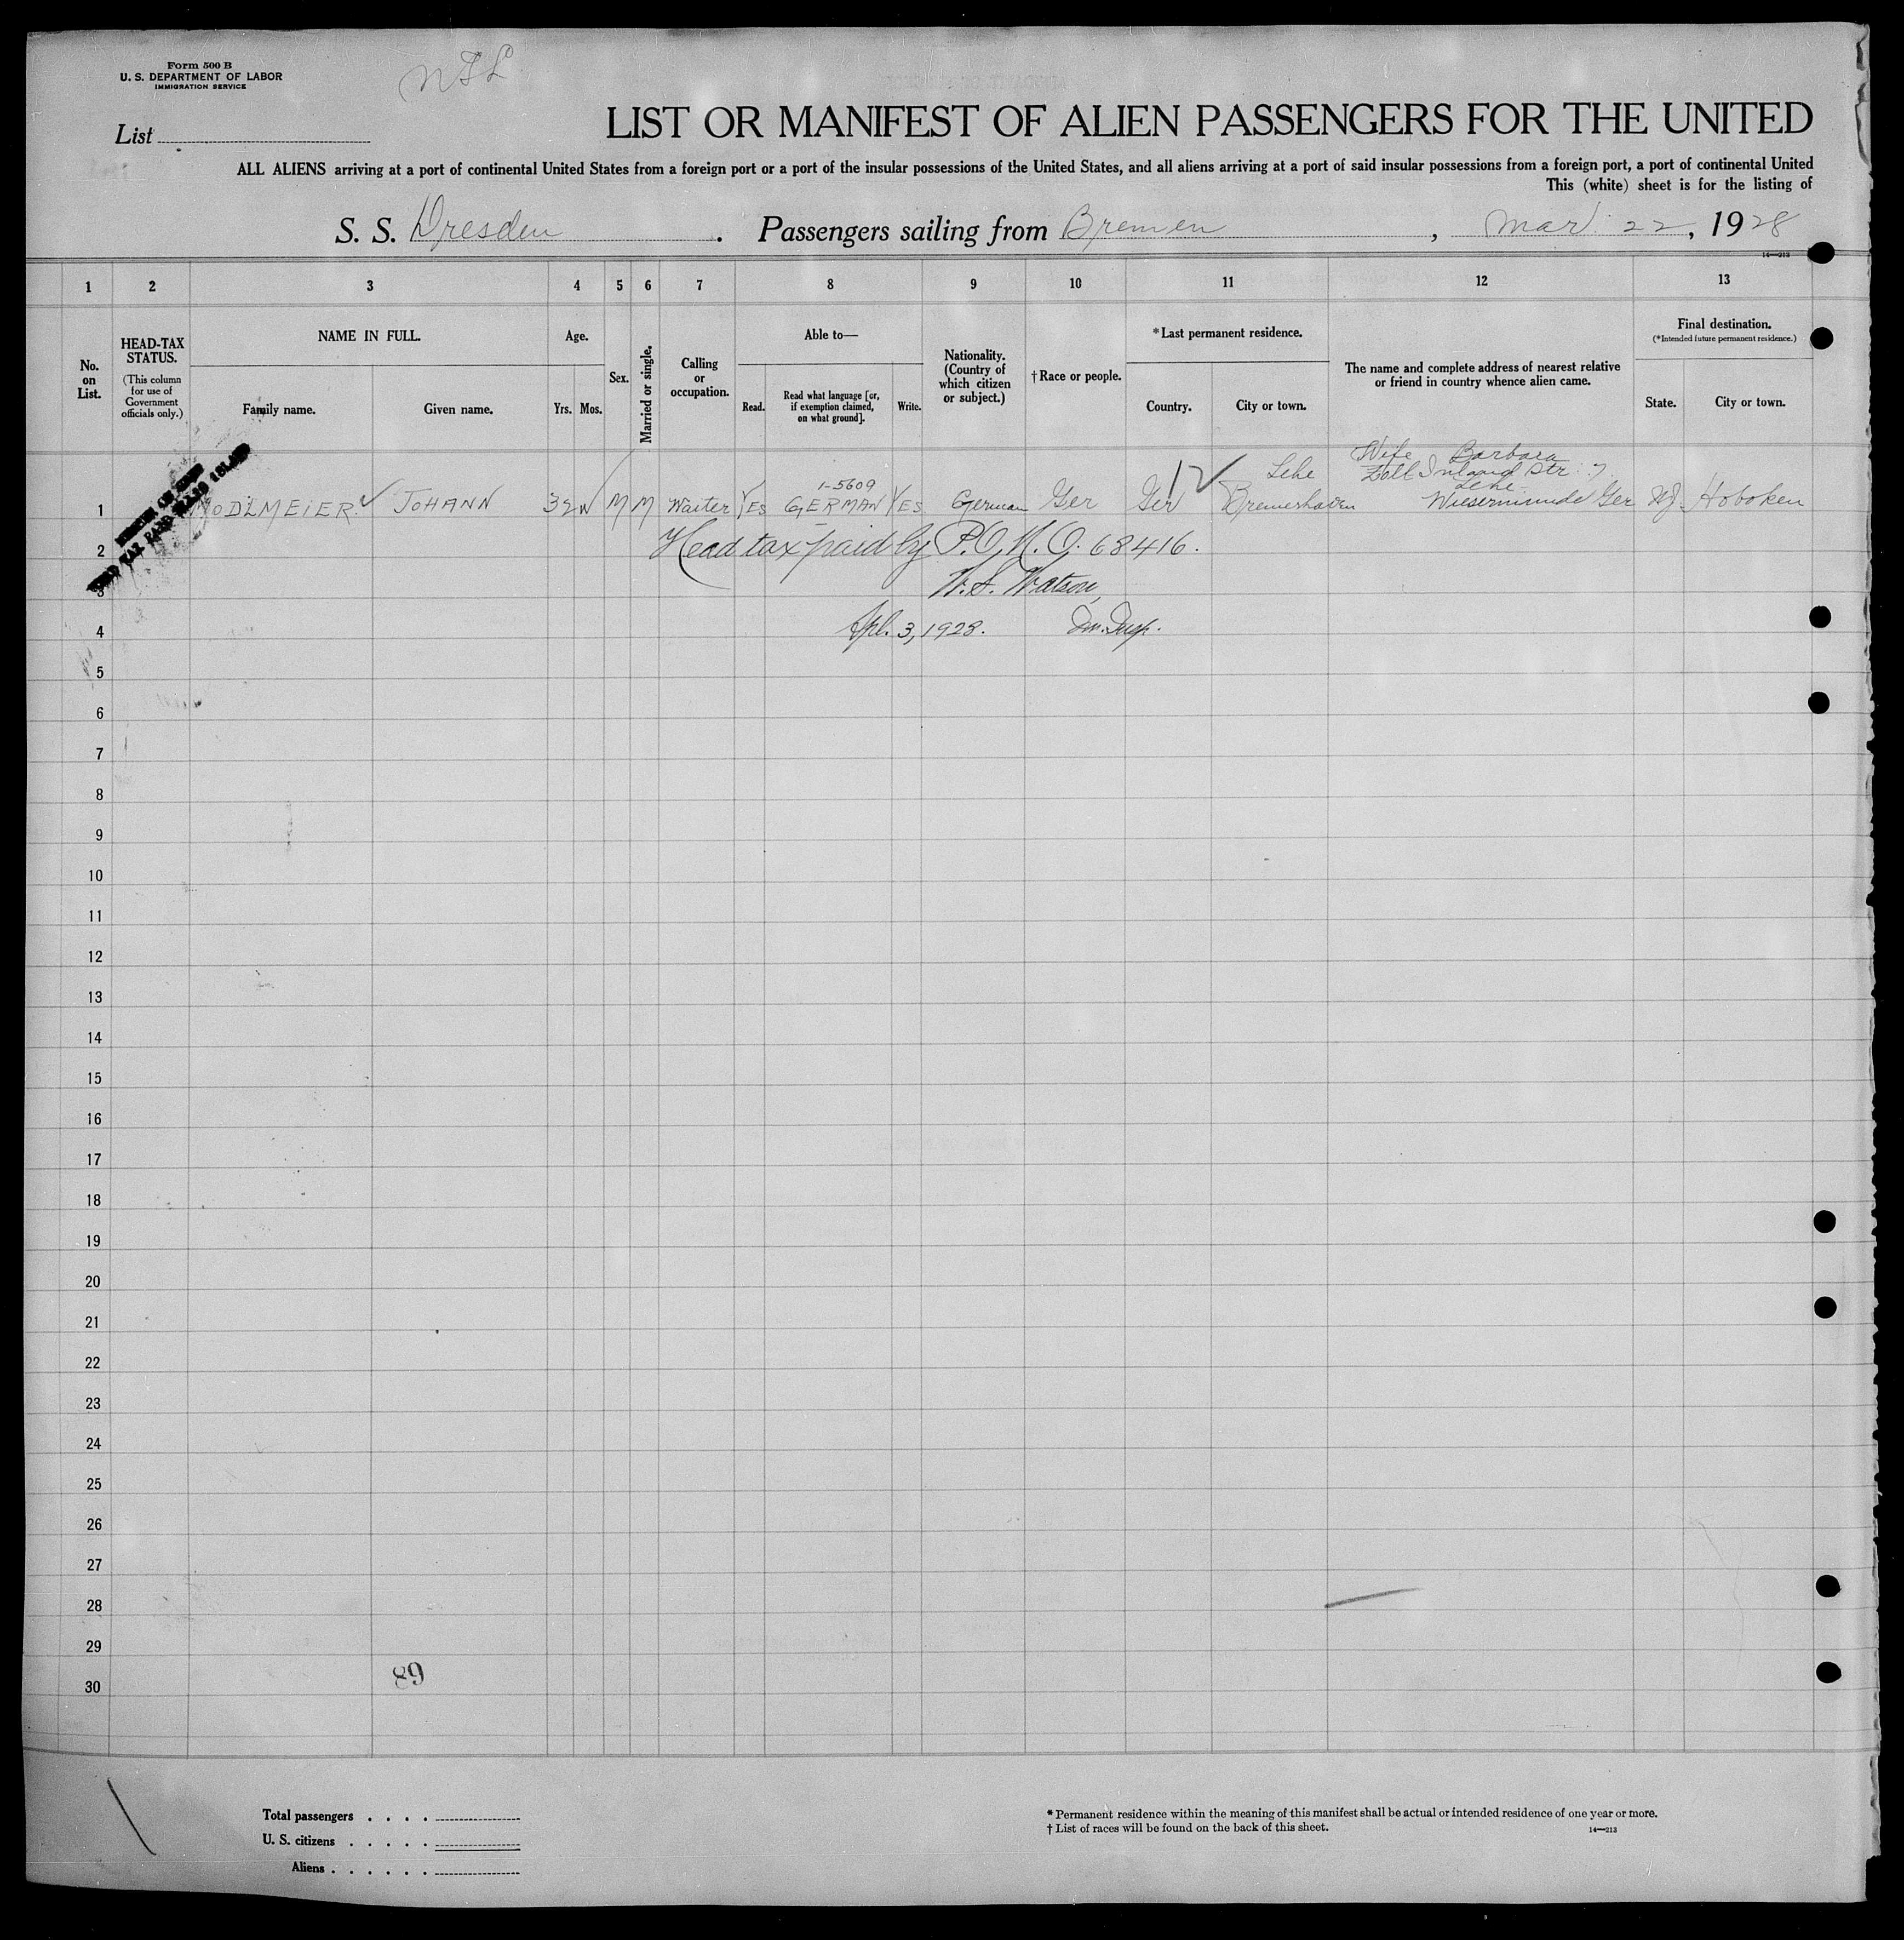 Form 500 B
U. S. DEPARTMENT OF LABOR
IMMIGRATION SERVICE
List
LIST OR MANIFEST OF ALIEN PASSENGERS FOR THE UNITED
ALL ALIENS arriving at a port of continental United States from a foreign port or a port of the insular possessions of the United States, and all aliens arriving at a port of said insular possessions from a foreign port, a port of continental United
This (white) sheet is for the listing of
S. S. Dresden. Passengers sailing from Bremen, Mar 22, 1928
14—213
1 2 3 4 5 6 7 8 9 10 11 12 13
No. on List.
HEAD-TAX STATUS.
(This column for use of Government officials only.)
NAME IN FULL.
Family name. Given name.
Age.
Yrs. Mos.
Sex.
Married or single.
Calling or occupation.
Able to—
Read. Read what language [or, if exemption claimed, on what ground]. Write.
Nationality. (Country of which citizen or subject.)
† Race or people.
* Last permanent residence.
Country. City or town.
The name and complete address of nearest relative or friend in country whence alien came.
Final destination.
(* Intended future permanent residence.)
State. City or town.
Wife Barbara
Lehe
Str. 7
Lehe
1-5609
1 JOHANN 32 M M Waiter YES GERMAN YES German Ger Ger Bremerhaven Ger NJ. Hoboken
2 Head tax paid by P.O.M.O. 68416.
3 W. S. Watson,
4 Apl. 3, 1928. Im. Insp.
5
6
7
8
9
10
11
12
13
14
15
16
17
18
19
20
21
22
23
24
25
26
27
28
29
30
89
Total passengers
U. S. citizens
Aliens
* Permanent residence within the meaning of this manifest shall be actual or intended residence of one year or more.
† List of races will be found on the back of this sheet.
14—213